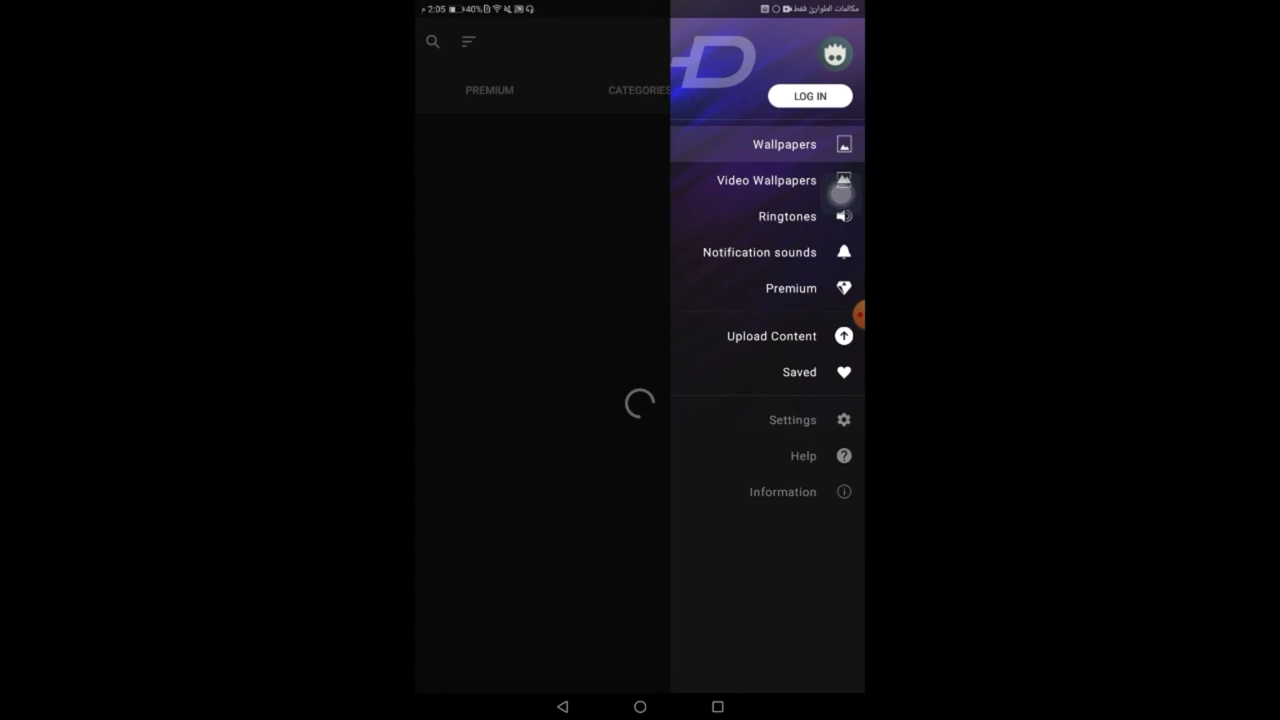 2:05 م 40%
مكالمات الطوارئ فقط
PREMIUM
CATEGORIES
LOG IN
Wallpapers
Video Wallpapers
Ringtones
Notification sounds
Premium
Upload Content
Saved
Settings
Help
Information